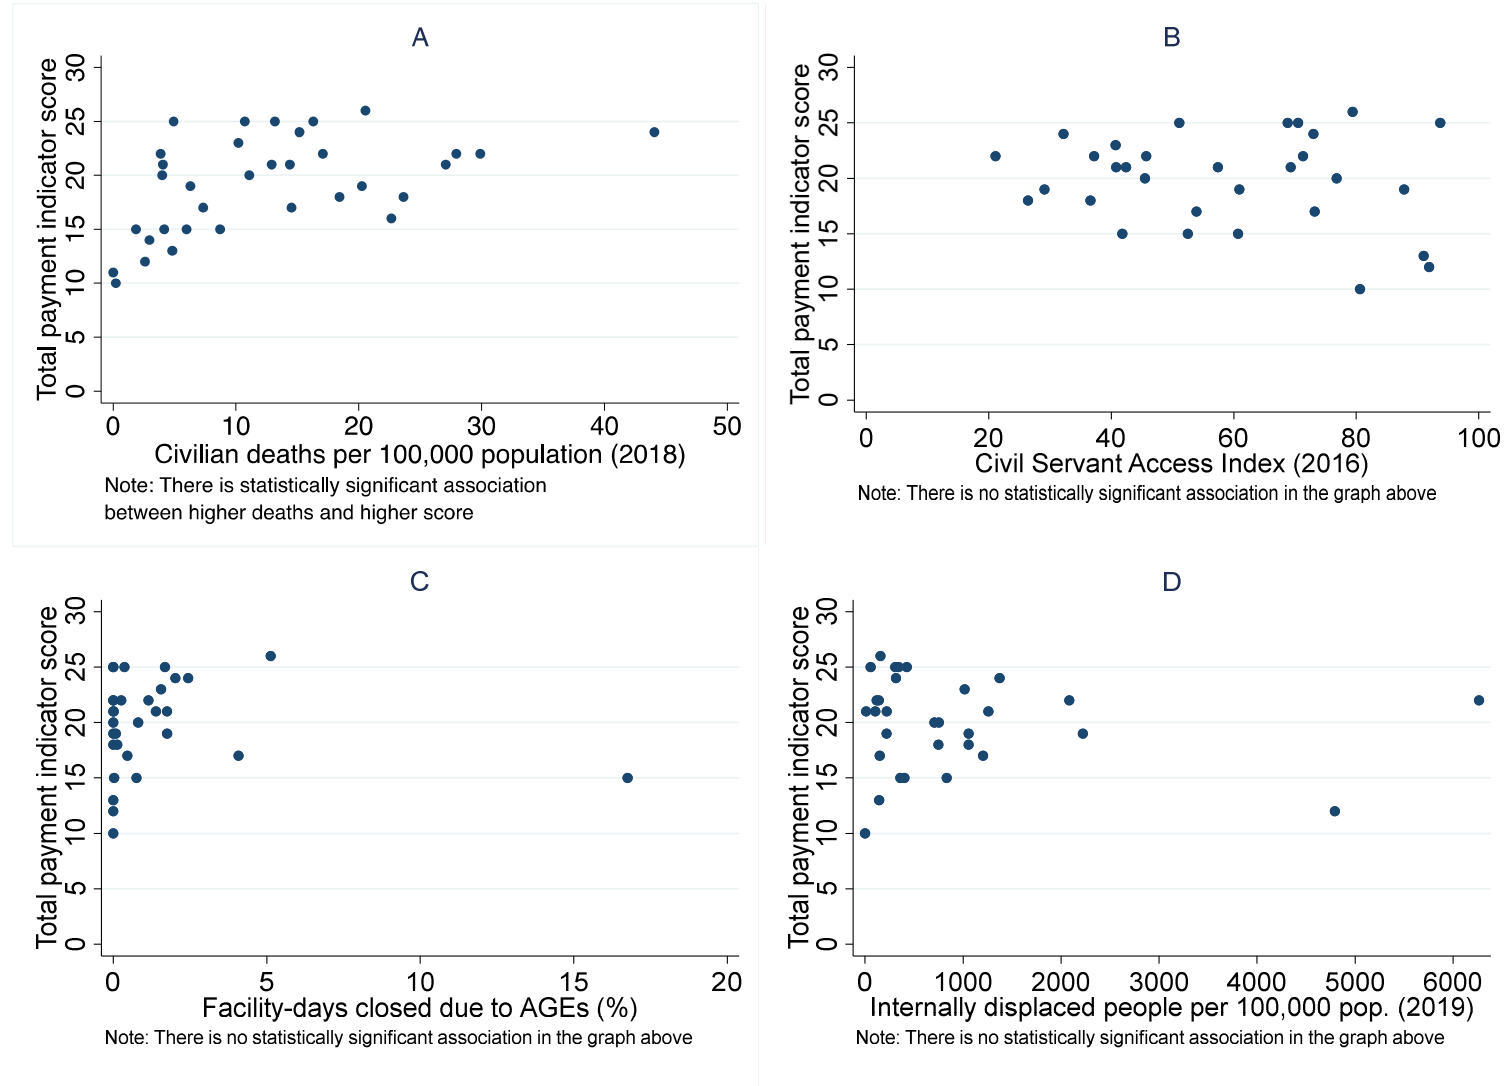 A
Total payment indicator score
30
25
20
15
10
5
0
0 10 20 30 40 50
Civilian deaths per 100,000 population (2018)
Note: There is statistically significant association
between higher deaths and higher score
B
Total payment indicator score
30
25
20
15
10
5
0
0 20 40 60 80 100
Civil Servant Access Index (2016)
Note: There is no statistically significant association in the graph above
C
Total payment indicator score
30
25
20
15
10
5
0
0 5 10 15 20
Facility-days closed due to AGEs (%)
Note: There is no statistically significant association in the graph above
D
Total payment indicator score
30
25
20
15
10
5
0
0 1000 2000 3000 4000 5000 6000
Internally displaced people per 100,000 pop. (2019)
Note: There is no statistically significant association in the graph above